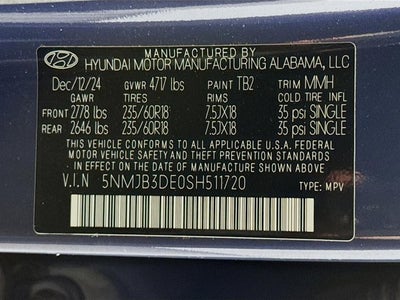 MANUFACTURED BY
HYUNDAI MOTOR MANUFACTURING ALABAMA, LLC
Dec/12/24 GVWR 4717 lbs PAINT TB2 TRIM MMH
GAWR TIRES RIMS COLD TIRE INFL
FRONT 2778 lbs 235/60R18 7.5JX18 35 psi SINGLE
REAR 2646 lbs 235/60R18 7.5JX18 35 psi SINGLE
THIS VEHICLE CONFORMS TO ALL APPLICABLE U.S.A. FEDERAL
MOTOR VEHICLE SAFETY STANDARDS
IN EFFECT ON THE DATE OF MANUFACTURE SHOWN ABOVE.
V.I.N 5NMJB3DE0SH511720 TYPE: MPV